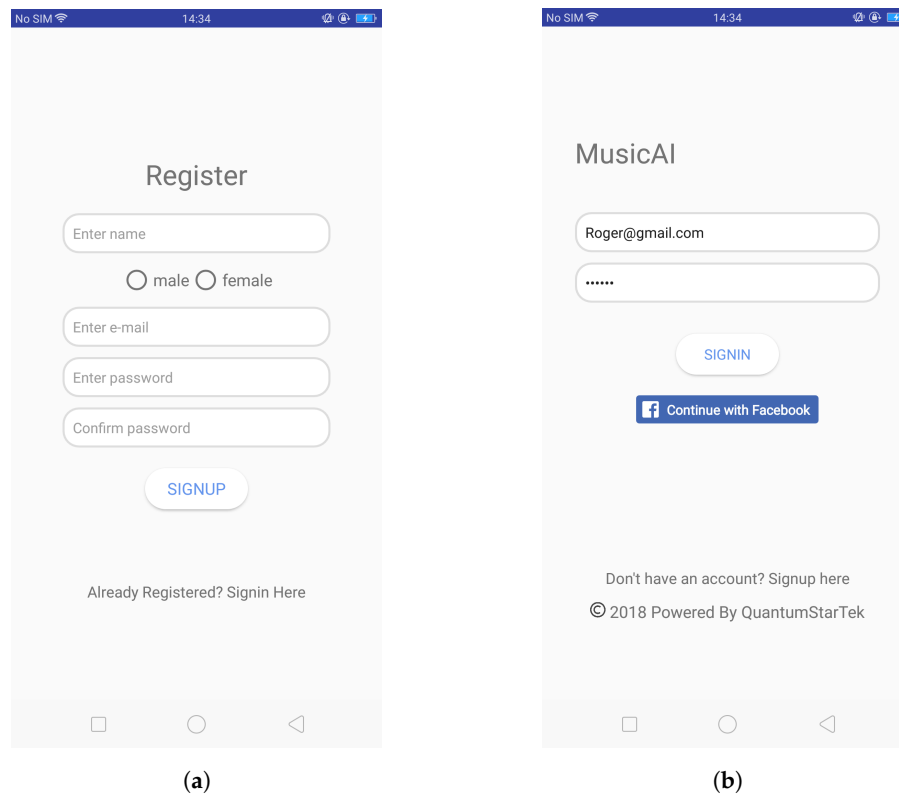 No SIM 14:34
Register
Enter name
male female
Enter e-mail
Enter password
Confirm password
SIGNUP
Already Registered? Signin Here
(a)
No SIM 14:34
MusicAI
Roger@gmail.com
••••••
SIGNIN
Continue with Facebook
Don't have an account? Signup here
© 2018 Powered By QuantumStarTek
(b)